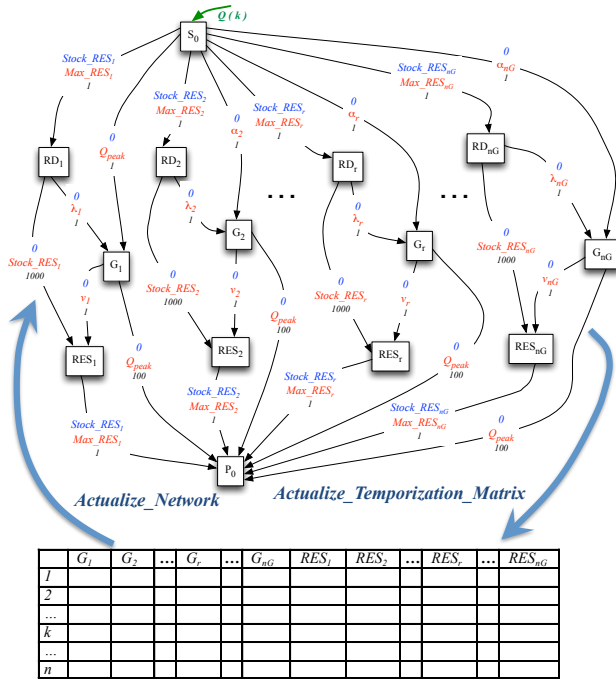 Q(k)
S0
Stock_RES1
Max_RES1
1
0
Qpeak
1
Stock_RES2
Max_RES2
1
0
α2
1
Stock_RESr
Max_RESr
1
0
αr
1
Stock_RESnG
Max_RESnG
1
0
αnG
1
RD1
RD2
RDr
RDnG
...
...
0
λ1
1
0
λ2
1
0
λr
1
0
λnG
1
G1
G2
Gr
GnG
0
Stock_RES1
1000
0
v1
1
0
Stock_RES2
1000
0
v2
1
0
Qpeak
100
0
Stock_RESr
1000
0
vr
1
0
Stock_RESnG
1000
0
vnG
1
RES1
RES2
RESr
RESnG
0
Qpeak
100
0
Qpeak
100
Stock_RES1
Max_RES1
1
Stock_RES2
Max_RES2
1
Stock_RESr
Max_RESr
1
Stock_RESnG
Max_RESnG
1
0
Qpeak
100
P0
Actualize_Network
Actualize_Temporization_Matrix
G1 G2 ... Gr ... GnG RES1 RES2 ... RESr ... RESnG
1
2
...
k
...
n